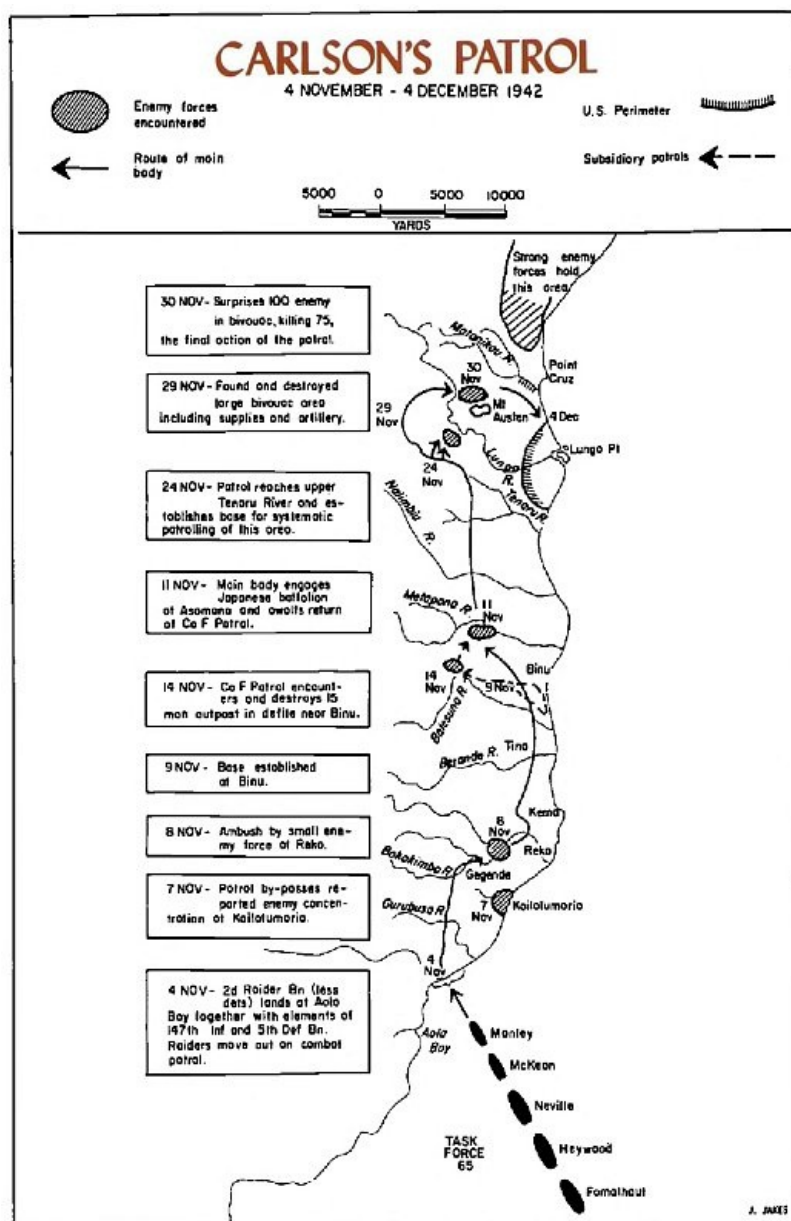 CARLSON'S PATROL
4 NOVEMBER - 4 DECEMBER 1942
Enemy forces
encountered
Route of main
body
U.S. Perimeter
Subsidiary patrols
5000 0 5000 10000
YARDS
Strong enemy
forces hold
this area
30 NOV- Surprises 100 enemy
in bivouac, killing 75,
the final action of the patrol.
29 NOV- Found and destroyed
large bivouac area
including supplies and artillery.
24 NOV- Patrol reaches upper
Tenaru River and es-
tablishes base for systematic
patrolling of this area.
11 NOV- Main body engages
Japanese battalion
at Asamana and awaits return
of Co F Patrol.
14 NOV- Co F Patrol encount-
ers and destroys 15
man outpost in defile near Binu.
9 NOV- Base established
at Binu.
8 NOV- Ambush by small ene-
my force at Reko.
7 NOV- Patrol by-passes re-
ported enemy concen-
tration at Koilotumaria.
4 NOV- 2d Raider Bn (less
dets) lands at Aola
Bay together with elements of
147th Inf and 5th Def Bn.
Raiders move out on combat
patrol.
Matanikau R.
Point
Cruz
30
Nov
Mt
Austen
29
Nov
4 Dec
Lunga Pt
24
Nov
Lunga
R.
Tenaru R.
Nalimbiu
R.
Metapona R.
11
Nov
Binu
14
Nov
9 Nov
Balesuna R.
Berande R.
Tina
Kema
8
Nov
Reko
Bokokimbo R.
Gegende
7
Nov
Koilotumaria
Gurubusu R.
4
Nov
Aola
Bay
Manley
McKean
Neville
Heywood
Fomalhaut
TASK
FORCE
65
J. JAKES